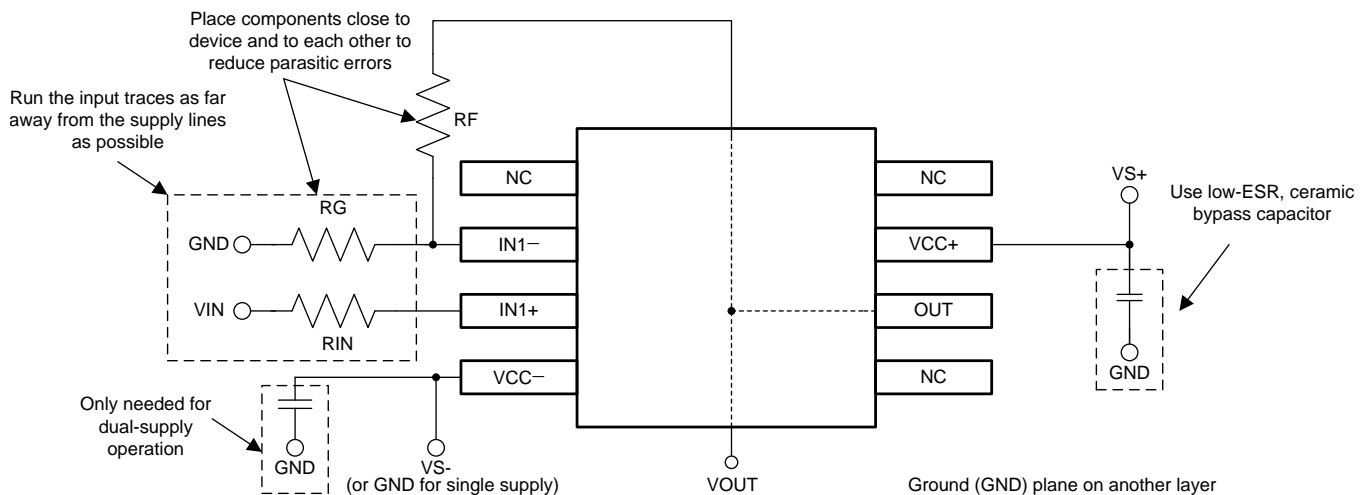 Place components close to
device and to each other to
reduce parasitic errors
Run the input traces as far
away from the supply lines
as possible
RF
NC
NC
VS+
Use low-ESR, ceramic
bypass capacitor
RG
GND
IN1−
VCC+
VIN
IN1+
OUT
RIN
VCC−
NC
GND
Only needed for
dual-supply
operation
GND
VS-
(or GND for single supply)
VOUT
Ground (GND) plane on another layer